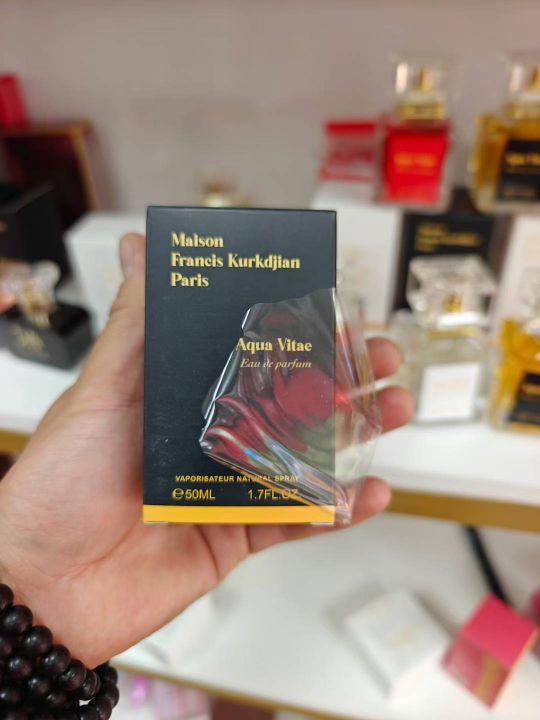 Maison
Francis Kurkdjian
Paris
Aqua Vitae
Eau de parfum
VAPORISATEUR NATURAL SPRAY
℮50ML 1.7FL.OZ